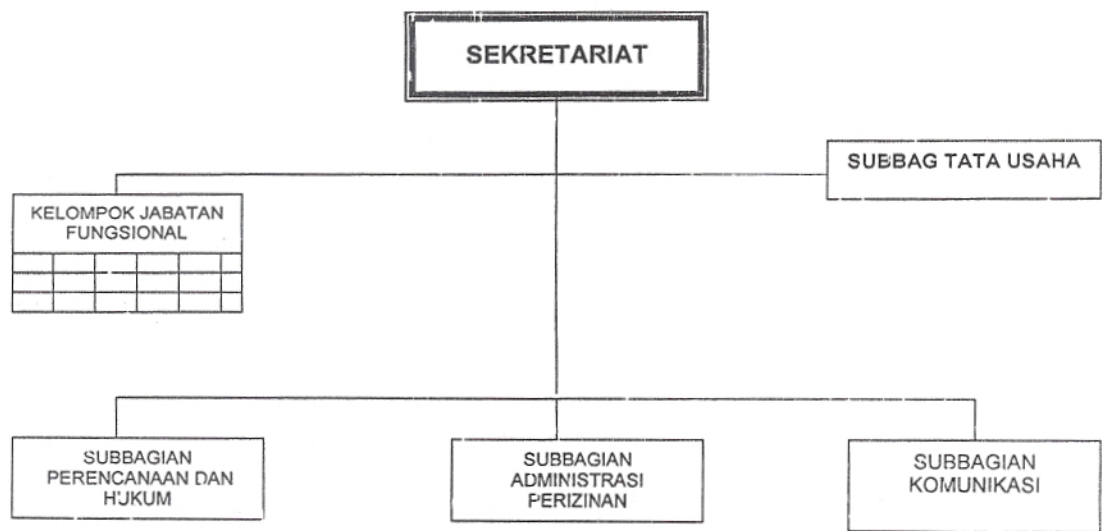 SEKRETARIAT
SUBBAG TATA USAHA
KELOMPOK JABATAN
FUNGSIONAL
SUBBAGIAN
PERENCANAAN DAN
HUKUM
SUBBAGIAN
ADMINISTRASI
PERIZINAN
SUBBAGIAN
KOMUNIKASI